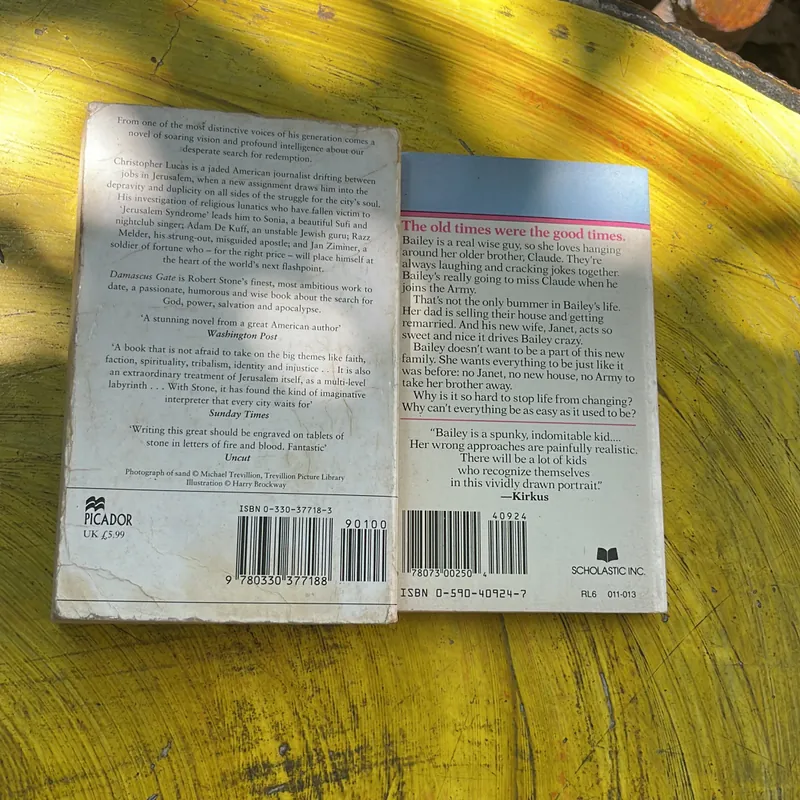 From one of the most distinctive voices of his generation comes a
novel of soaring vision and profound intelligence about our
desperate search for redemption.
Christopher Lucas is a jaded American journalist drifting between
jobs in Jerusalem, when a new assignment draws him into the
depravity and duplicity on all sides of the struggle for the city's soul.
His investigation of religious lunatics who have fallen victim to
'Jerusalem Syndrome' leads him to Sonia, a beautiful Sufi and
nightclub singer; Adam De Kuff, an unstable Jewish guru; Razz
Melder, his strung-out, misguided apostle; and Jan Ziminer, a
soldier of fortune who – for the right price – will place himself at
the heart of the world's next flashpoint.
Damascus Gate is Robert Stone's finest, most ambitious work to
date, a passionate, humorous and wise book about the search for
God, power, salvation and apocalypse.
'A stunning novel from a great American author'
Washington Post
'A book that is not afraid to take on the big themes like faith,
faction, spirituality, tribalism, identity and injustice . . . It is also
an extraordinary treatment of Jerusalem itself, as a multi-level
labyrinth . . . With Stone, it has found the kind of imaginative
interpreter that every city waits for'
Sunday Times
'Writing this great should be engraved on tablets of
stone in letters of fire and blood. Fantastic'
Uncut
Photograph of sand © Michael Trevillion, Trevillion Picture Library
Illustration © Harry Brockway
PICADOR
UK £5.99
ISBN 0-330-37718-3
90100
9 780330 377188
The old times were the good times.
Bailey is a real wise guy, so she loves hanging
around her older brother, Claude. They're
always laughing and cracking jokes together.
Bailey's really going to miss Claude when he
joins the Army.
That's not the only bummer in Bailey's life.
Her dad is selling their house and getting
remarried. And his new wife, Janet, acts so
sweet and nice it drives Bailey crazy.
Bailey doesn't want to be a part of this new
family. She wants everything to be just like it
was before: no Janet, no new house, no Army to
take her brother away.
Why is it so hard to stop life from changing?
Why can't everything be as easy as it used to be?
"Bailey is a spunky, indomitable kid....
Her wrong approaches are painfully realistic.
There will be a lot of kids
who recognize themselves
in this vividly drawn portrait."
—Kirkus
40924
78073 00250 4
ISBN 0-590-40924-7
SCHOLASTIC INC.
RL6 011-013